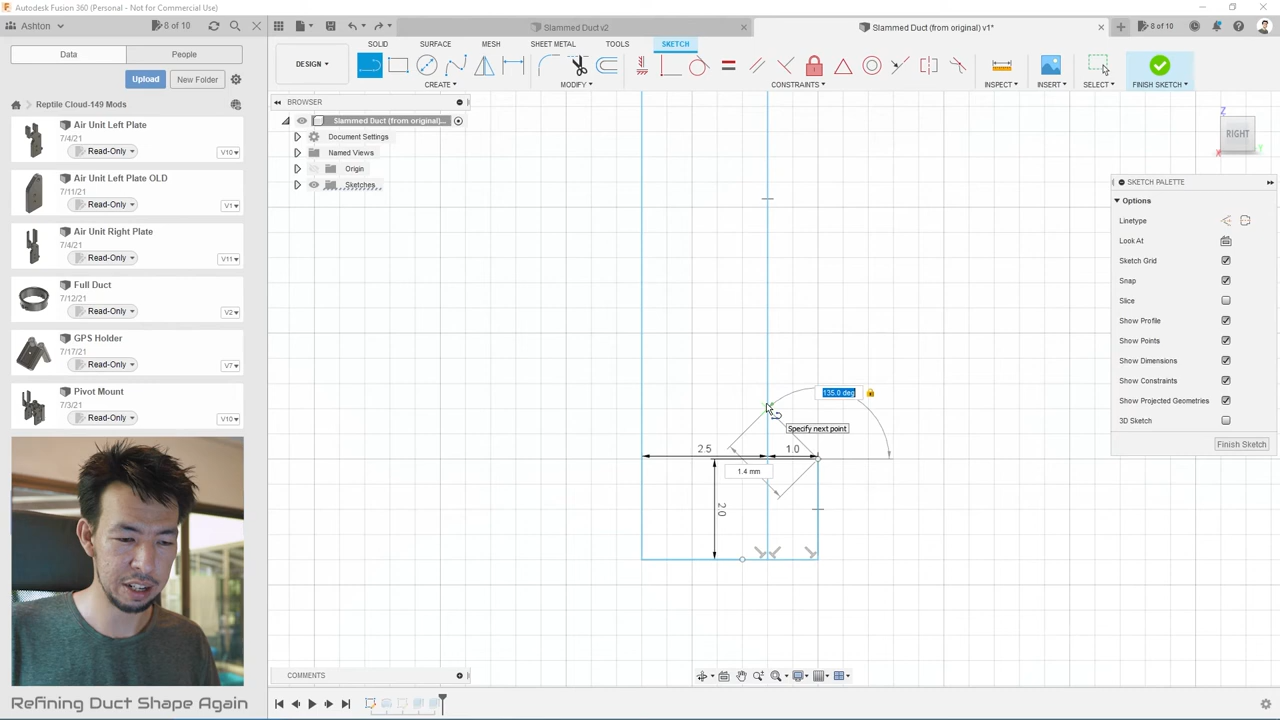 Autodesk Fusion 360 (Personal - Not for Commercial Use)
Ashton
8 of 10
Slammed Duct v2
Slammed Duct (from original) v1*
8 of 10
Data
People
DESIGN
SOLID
SURFACE
MESH
SHEET METAL
TOOLS
SKETCH
CREATE
MODIFY
CONSTRAINTS
INSPECT
INSERT
SELECT
FINISH SKETCH
Upload
New Folder
Reptile Cloud-149 Mods
BROWSER
Slammed Duct (from original)...
Document Settings
Named Views
Origin
Sketches
Air Unit Left Plate
7/4/21
Read-Only
V10
Air Unit Left Plate OLD
7/11/21
Read-Only
V1
Air Unit Right Plate
7/4/21
Read-Only
V11
Full Duct
7/12/21
Read-Only
V2
GPS Holder
7/17/21
Read-Only
V7
Pivot Mount
7/3/21
Read-Only
V10
Z
RIGHT
X
Y
SKETCH PALETTE
Options
Linetype
Look At
Sketch Grid
Snap
Slice
Show Profile
Show Points
Show Dimensions
Show Constraints
Show Projected Geometries
3D Sketch
Finish Sketch
135.0 deg
Specify next point
2.5
1.0
1.4 mm
2.0
COMMENTS
Refining Duct Shape Again